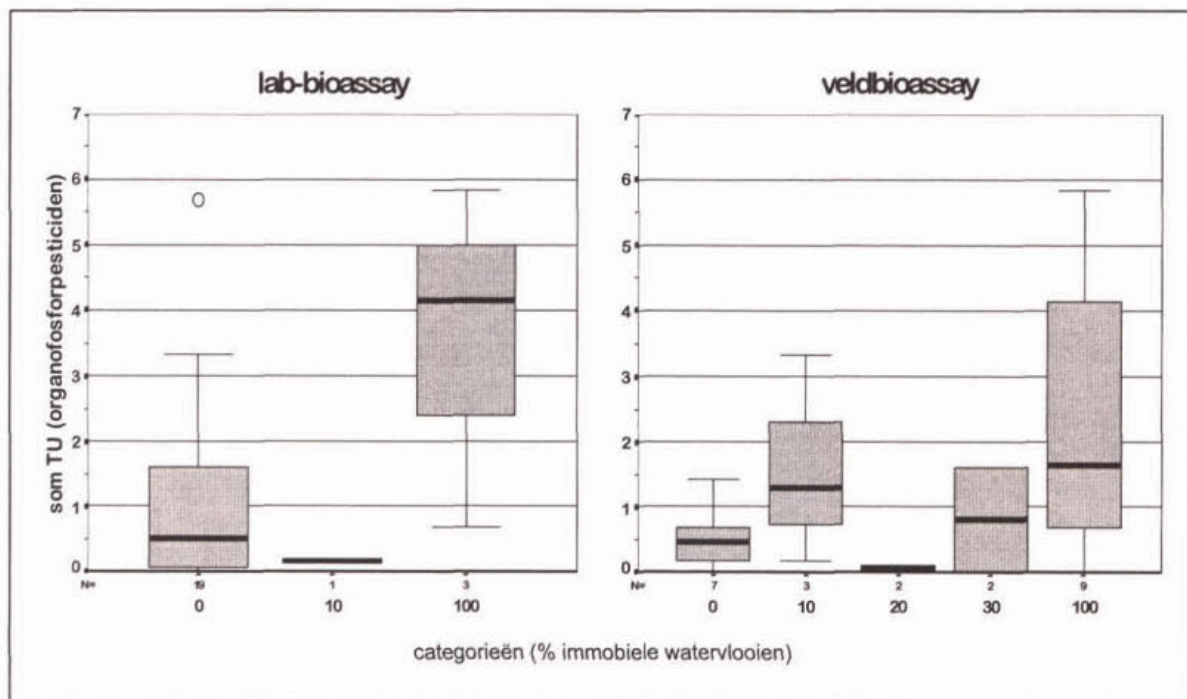 lab-bioassay
veldbioassay
som TU (organofosforpesticiden)
7
6
5
4
3
2
1
0
N= 19 1 3
0 10 100
7
6
5
4
3
2
1
0
N= 7 3 2 2 9
0 10 20 30 100
categorieën (% immobiele watervlooien)